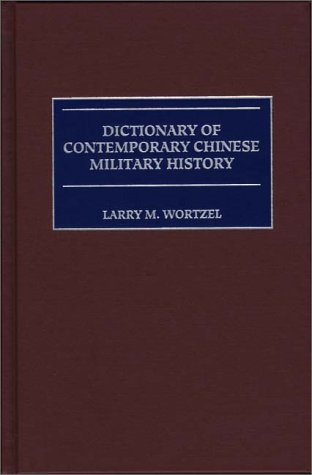 DICTIONARY OF
CONTEMPORARY CHINESE
MILITARY HISTORY
LARRY M. WORTZEL